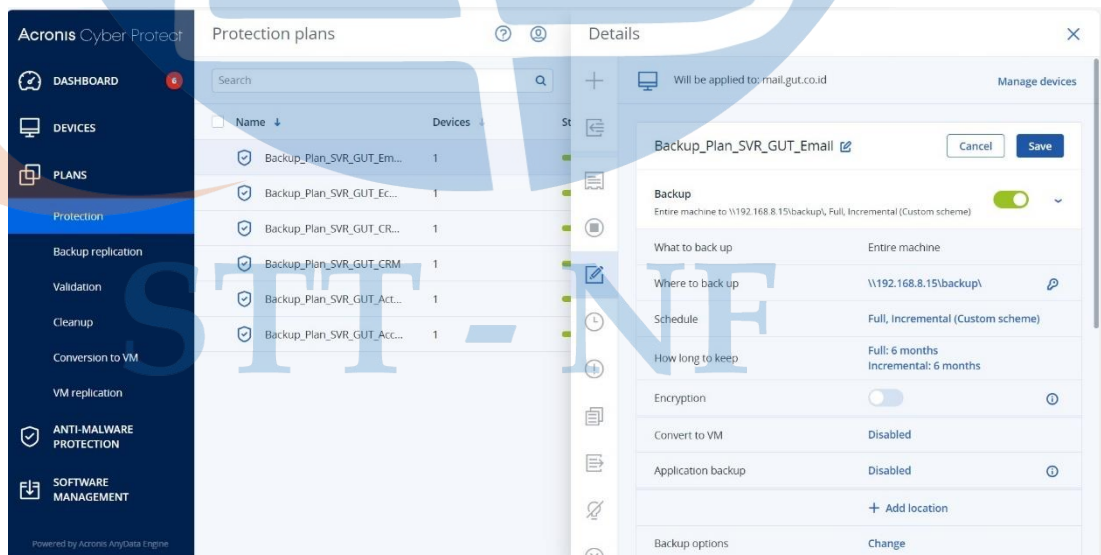 Acronis Cyber Protect
DASHBOARD
6
DEVICES
PLANS
Protection
Backup replication
Validation
Cleanup
Conversion to VM
VM replication
ANTI-MALWARE
PROTECTION
SOFTWARE
MANAGEMENT
Powered by Acronis AnyData Engine
Protection plans
Search
Name Devices St
Backup_Plan_SVR_GUT_Em... 1
Backup_Plan_SVR_GUT_Ec... 1
Backup_Plan_SVR_GUT_CR... 1
Backup_Plan_SVR_GUT_CRM 1
Backup_Plan_SVR_GUT_Act... 1
Backup_Plan_SVR_GUT_Acc... 1
Details
Will be applied to: mail.gut.co.id Manage devices
Backup_Plan_SVR_GUT_Email Cancel Save
Backup
Entire machine to \\192.168.8.15\backup\, Full, Incremental (Custom scheme)
What to back up Entire machine
Where to back up \\192.168.8.15\backup\
Schedule Full, Incremental (Custom scheme)
How long to keep Full: 6 months
Incremental: 6 months
Encryption
Convert to VM Disabled
Application backup Disabled
+ Add location
Backup options Change
STT - NF